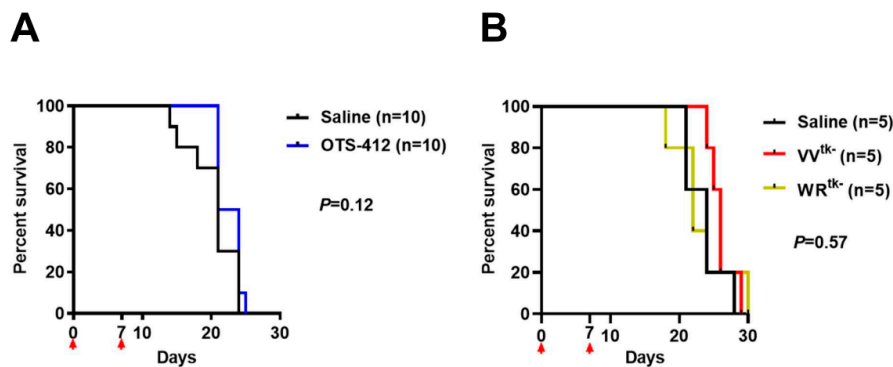 A
Percent survival
100
80
60
40
20
0
0 7 10 20 30
Days
Saline (n=10)
OTS-412 (n=10)
P=0.12
B
Percent survival
100
80
60
40
20
0
0 7 10 20 30
Days
Saline (n=5)
VVtk- (n=5)
WRtk- (n=5)
P=0.57